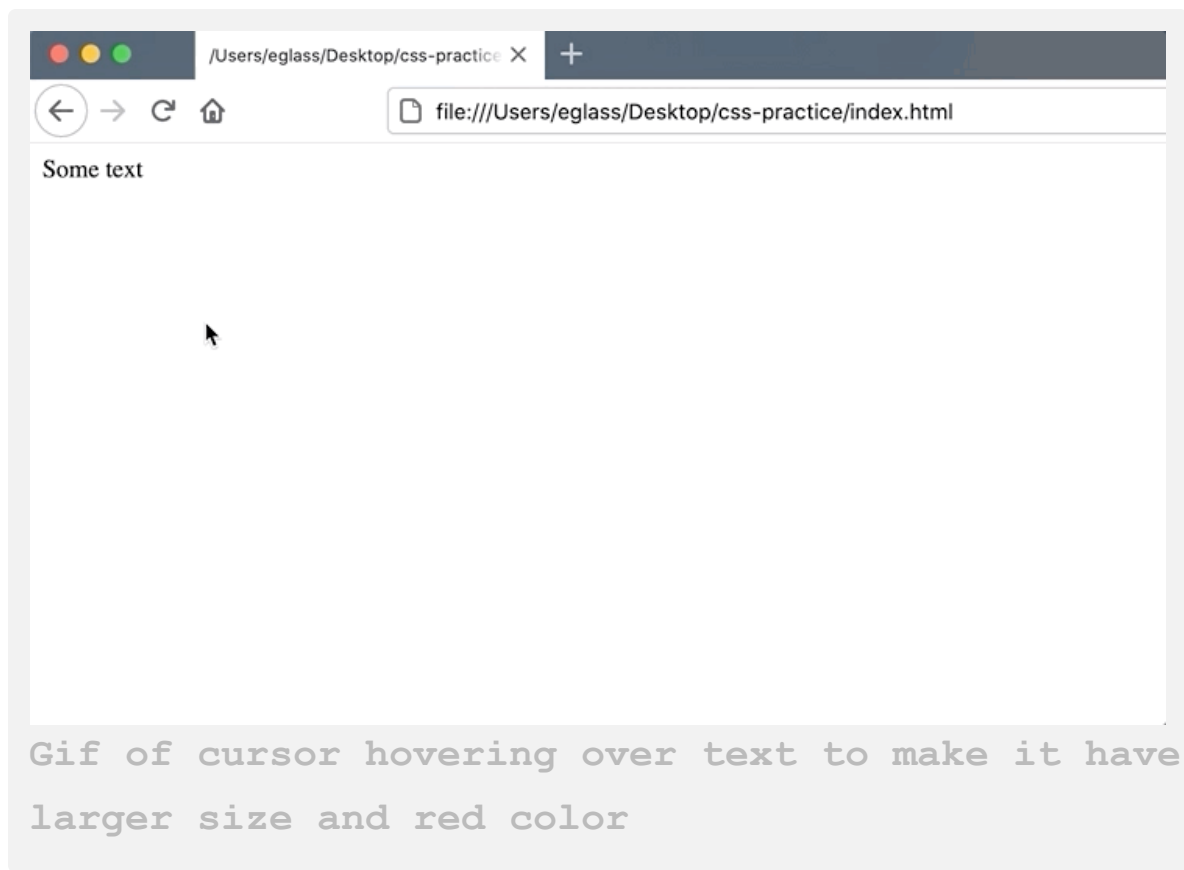 /Users/eglass/Desktop/css-practice
file:///Users/eglass/Desktop/css-practice/index.html
Some text
Gif of cursor hovering over text to make it have
larger size and red color